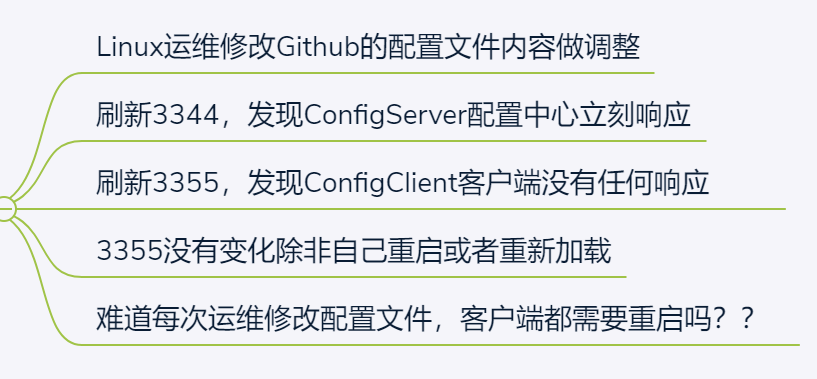 Linux运维修改Github的配置文件内容做调整
刷新3344，发现ConfigServer配置中心立刻响应
刷新3355，发现ConfigClient客户端没有任何响应
3355没有变化除非自己重启或者重新加载
难道每次运维修改配置文件，客户端都需要重启吗？？